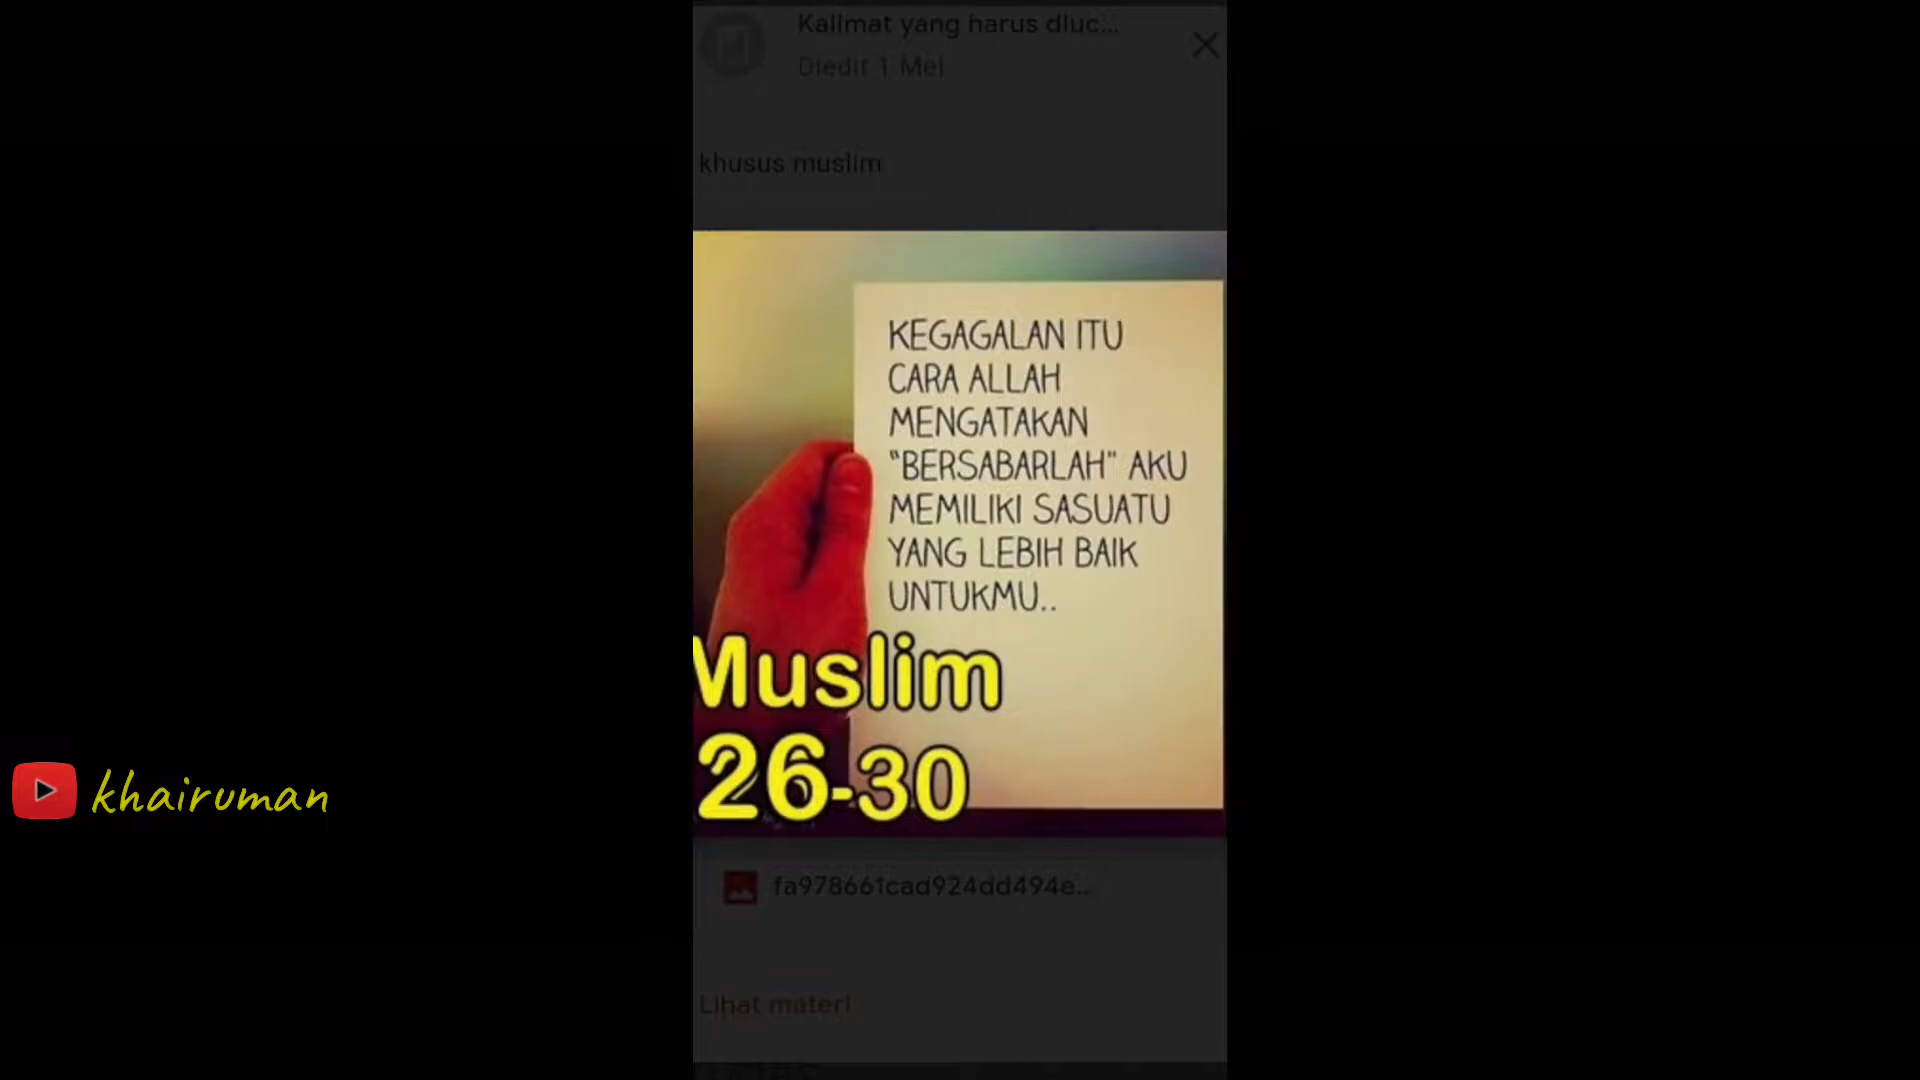 Kalimat yang harus diuc...
Diedit 1 Mei
khusus muslim
KEGAGALAN ITU
CARA ALLAH
MENGATAKAN
"BERSABARLAH" AKU
MEMILIKI SASUATU
YANG LEBIH BAIK
UNTUKMU..
Muslim
26-30
khairuman
fa978661cad924dd494e...
Lihat materi